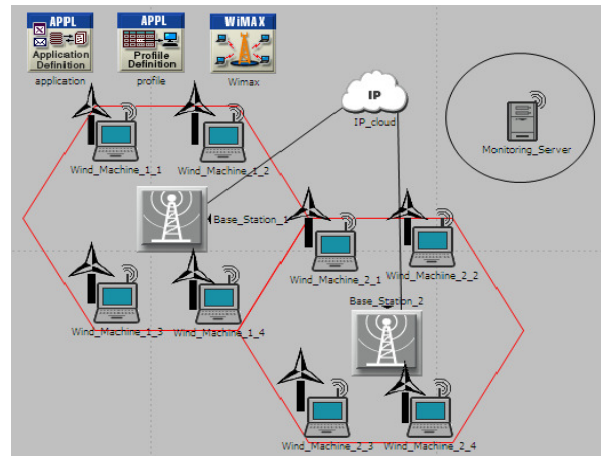 APPL
Application
Definition
application
APPL
Profile
Definition
profile
WiMAX
Wimax
IP
IP_cloud
Monitoring_Server
Wind_Machine_1_1
Wind_Machine_1_2
Base_Station_1
Wind_Machine_2_1
Wind_Machine_2_2
Wind_Machine_1_3
Wind_Machine_1_4
Base_Station_2
Wind_Machine_2_3
Wind_Machine_2_4